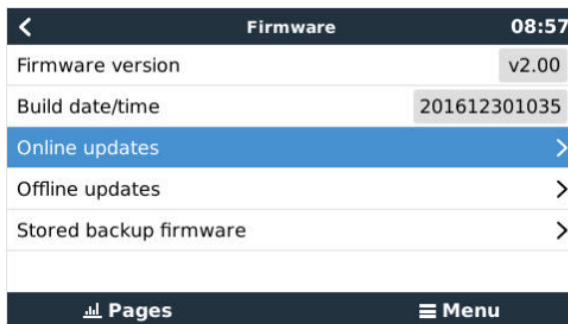 Firmware 08:57
Firmware version v2.00
Build date/time 201612301035
Online updates
Offline updates
Stored backup firmware
Pages Menu